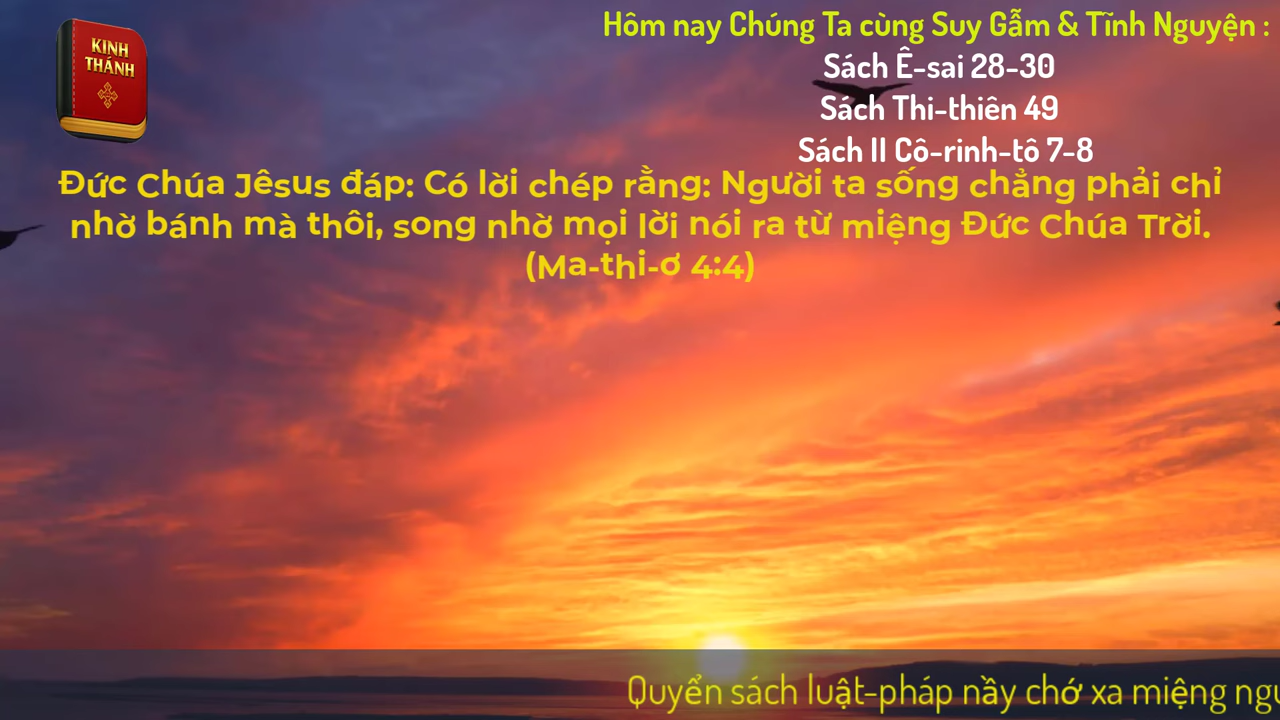 KINH
THÁNH
Hôm nay Chúng Ta cùng Suy Gẫm & Tĩnh Nguyện :
Sách Ê-sai 28-30
Sách Thi-thiên 49
Sách II Cô-rinh-tô 7-8
Đức Chúa Jêsus đáp: Có lời chép rằng: Người ta sống chẳng phải chỉ
nhờ bánh mà thôi, song nhờ mọi lời nói ra từ miệng Đức Chúa Trời.
(Ma-thi-ơ 4:4)
Quyển sách luật-pháp nầy chớ xa miệng